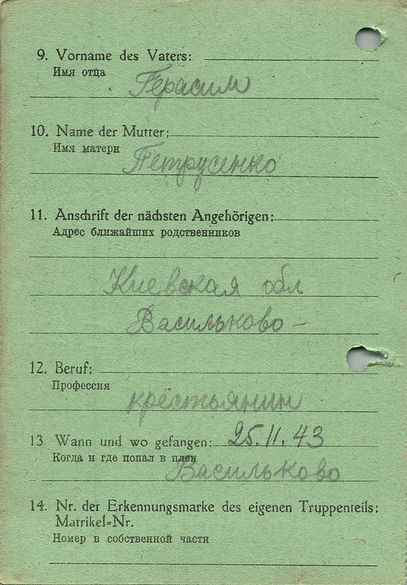 9. Vorname des Vaters:
Имя отца
Герасим
10. Name der Mutter:
Имя матери
Петрусенко
11. Anschrift der nächsten Angehörigen:
Адрес ближайших родственников
Киевская обл
Васильково –
12. Beruf:
Профессия
крестьянин
13 Wann und wo gefangen: 25.11.43
Когда и где попал в плен
Васильково
14. Nr. der Erkennungsmarke des eigenen Truppenteils:
Matrikel=Nr.
Номер в собственной части